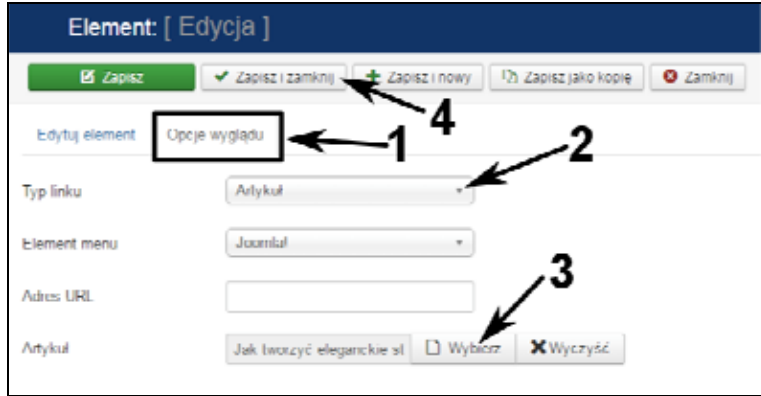 Element: [ Edycja ]
Zapisz Zapisz i zamknij Zapisz i nowy Zapisz jako kopię Zamknij
4
Edytuj element Opcje wyglądu 1 2
Typ linku Artykuł
Element menu Joomla!
3
Adres URL
Artykuł Jak tworzyć eleganckie st Wybierz Wyczyść